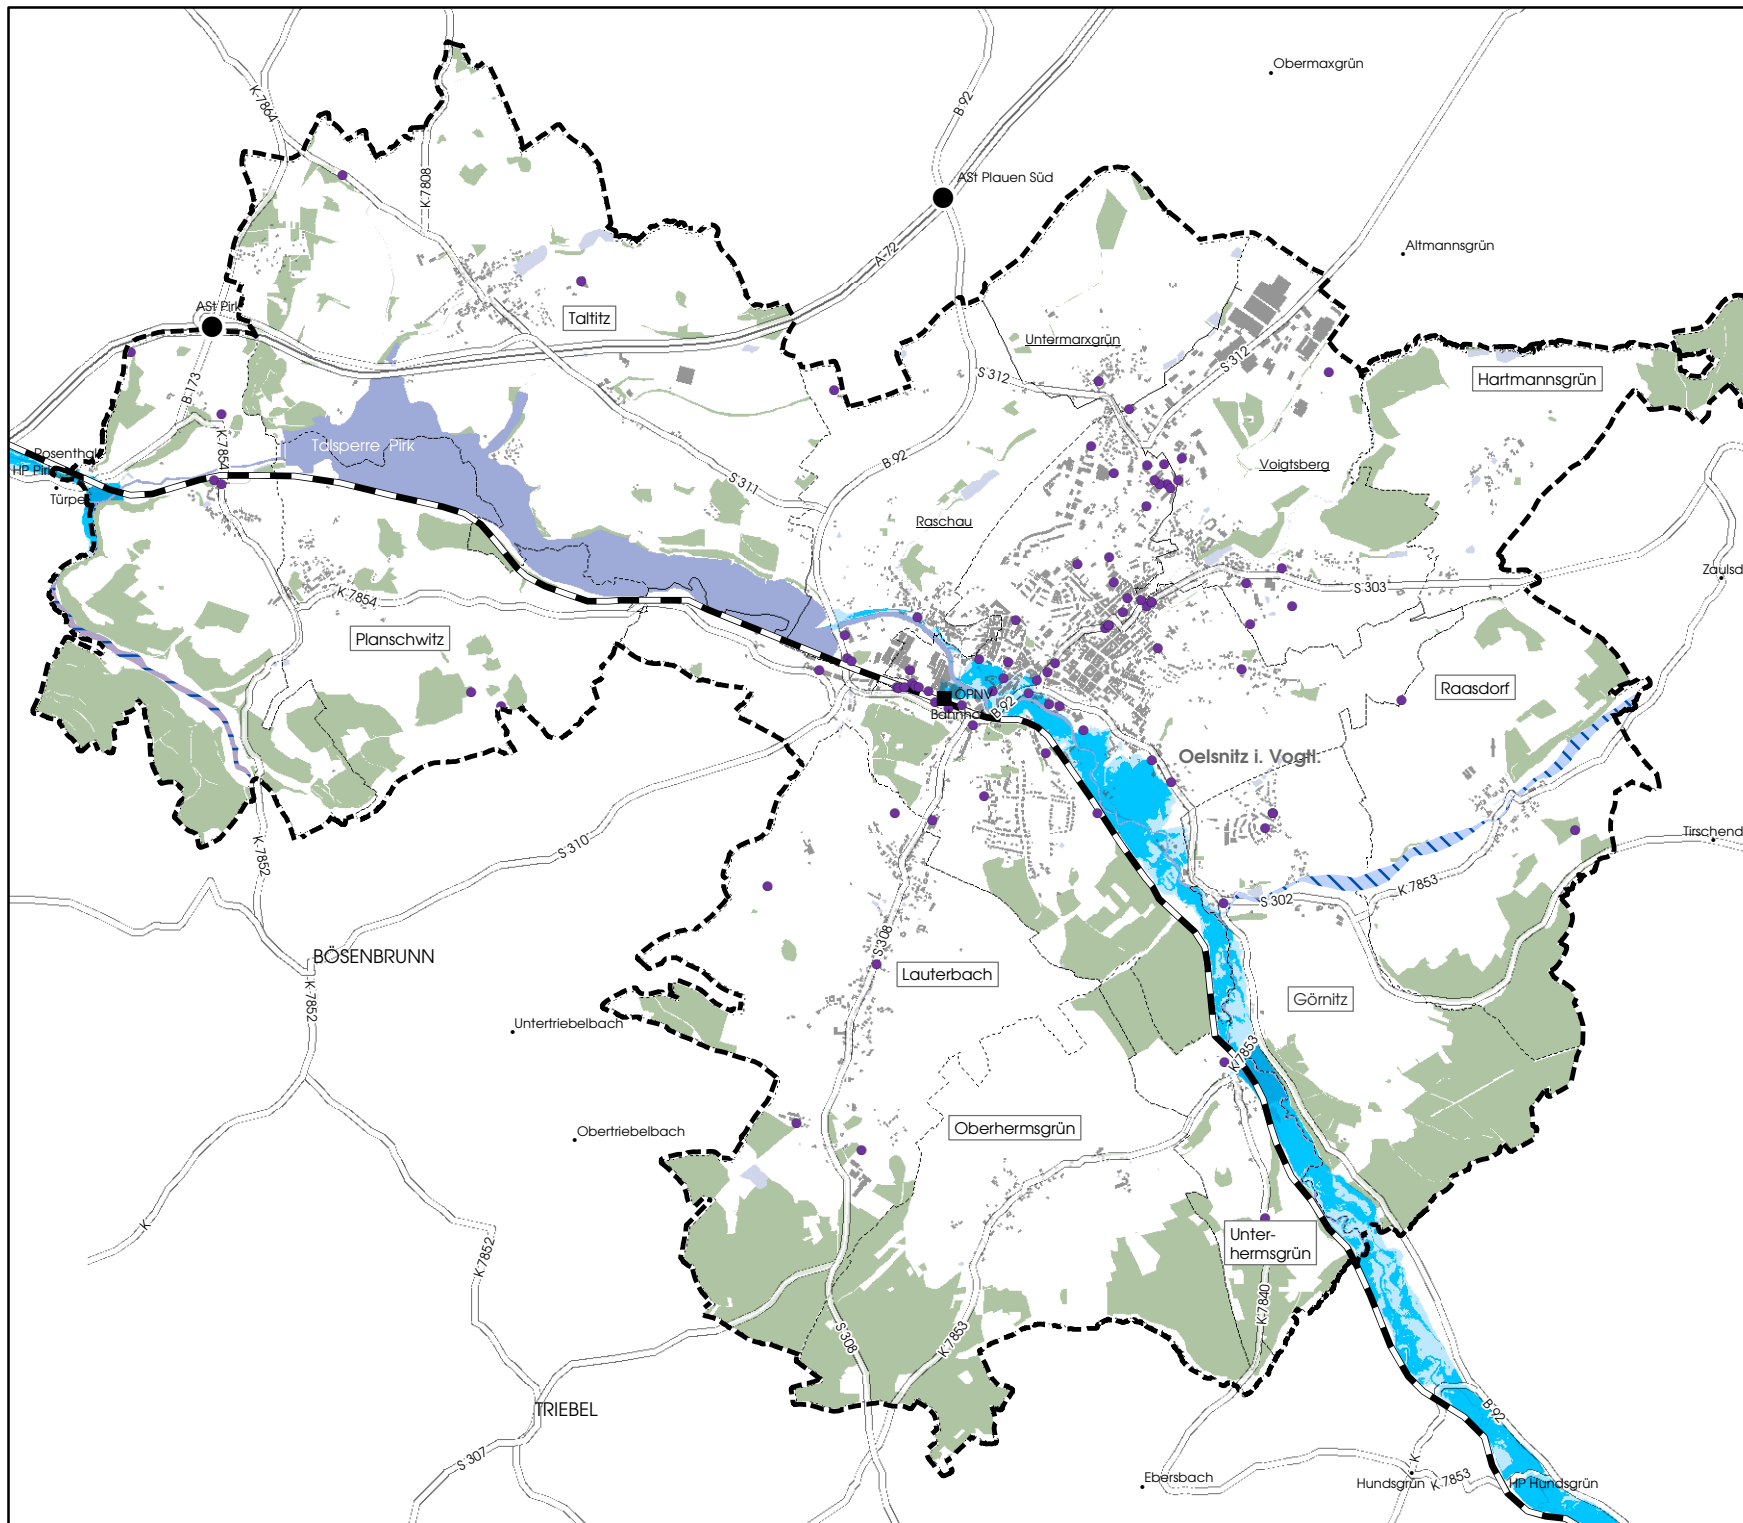 Obermaxgrün
K 7864
B 92
K 7808
ASt Plauen Süd
A 72
Altmannsgrün
ASt Pirk
Taltitz
Untermarxgrün
S 312
S 312
Hartmannsgrün
B 173
K 7854
Talsperre Pirk
Rosenthal
HP Pirk
Türpe
B 92
S 311
Voigtsberg
Raschau
Zaulsd
S 303
K 7854
Planschwitz
Raasdorf
ÖPNV
Bahnho
B 92
Oelsnitz i. Vogtl.
Tirschend
K 7852
S 310
K 7853
S 302
S 308
BÖSENBRUNN
Lauterbach
Görnitz
K 7852
Untertriebelbach
K 7853
Obertriebelbach
Oberhermsgrün
K
K 7852
Unter-
hermsgrün
K 7840
S 308
K 7853
TRIEBEL
B 92
S 307
Ebersbach
K
Hundsgrün
K 7853
HP Hundsgrün